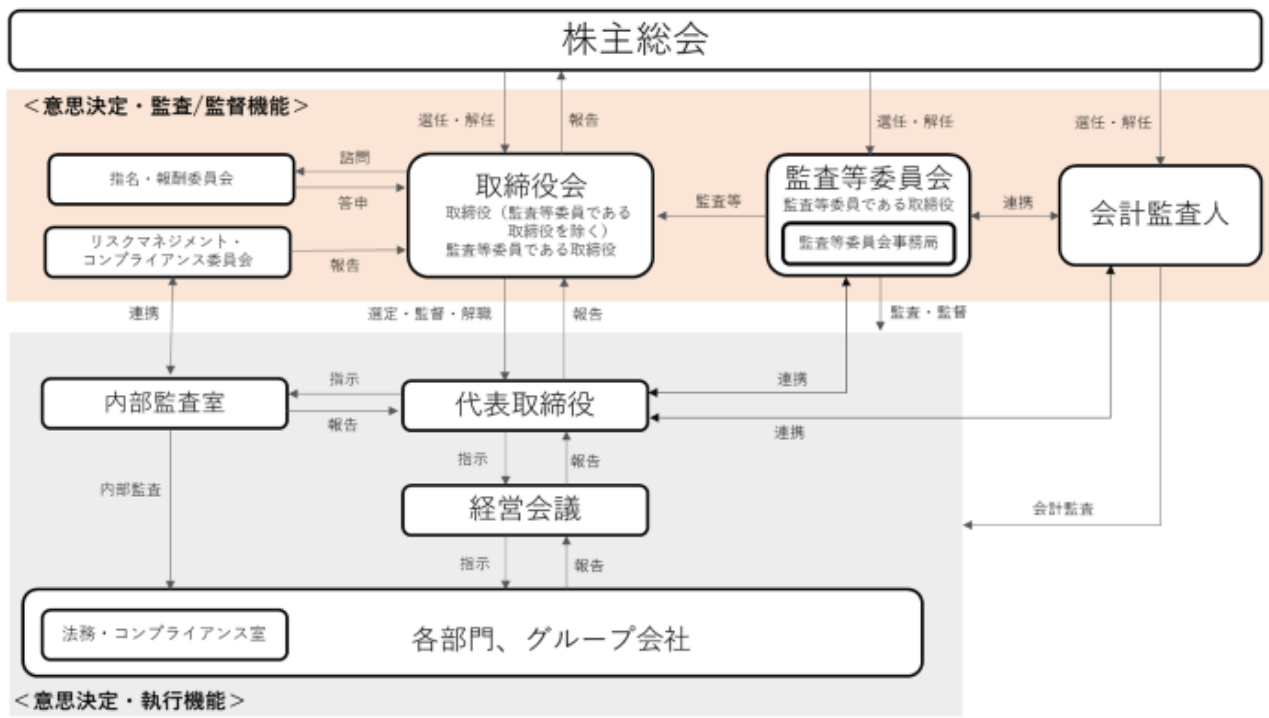 株主総会
＜意思決定・監査/監督機能＞
選任・解任
報告
選任・解任
選任・解任
指名・報酬委員会
諮問
答申
取締役会
取締役（監査等委員である
取締役を除く）
監査等委員である取締役
監査等
監査等委員会
監査等委員である取締役
監査等委員会事務局
連携
会計監査人
リスクマネジメント・
コンプライアンス委員会
報告
連携
選定・監督・解職
報告
監査・監督
内部監査室
指示
報告
代表取締役
連携
連携
内部監査
指示
報告
経営会議
会計監査
指示
報告
法務・コンプライアンス室
各部門、グループ会社
＜意思決定・執行機能＞